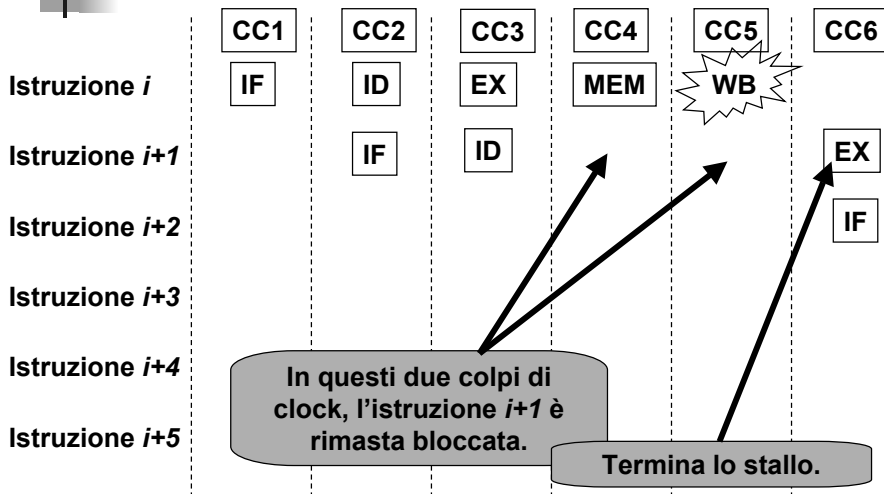 CC1 CC2 CC3 CC4 CC5 CC6
Istruzione i IF ID EX MEM WB
Istruzione i+1 IF ID EX
Istruzione i+2 IF
Istruzione i+3
Istruzione i+4
Istruzione i+5
In questi due colpi di
clock, l’istruzione i+1 è
rimasta bloccata.
Termina lo stallo.